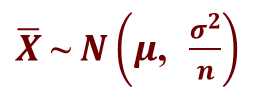 X̅ ~ N(μ, σ²/n)